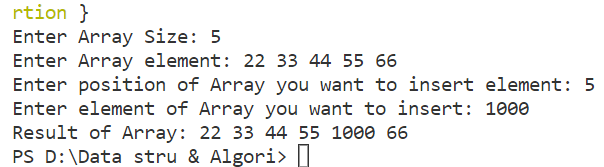 rtion }
Enter Array Size: 5
Enter Array element: 22 33 44 55 66
Enter position of Array you want to insert element: 5
Enter element of Array you want to insert: 1000
Result of Array: 22 33 44 55 1000 66
PS D:\Data stru & Algori>